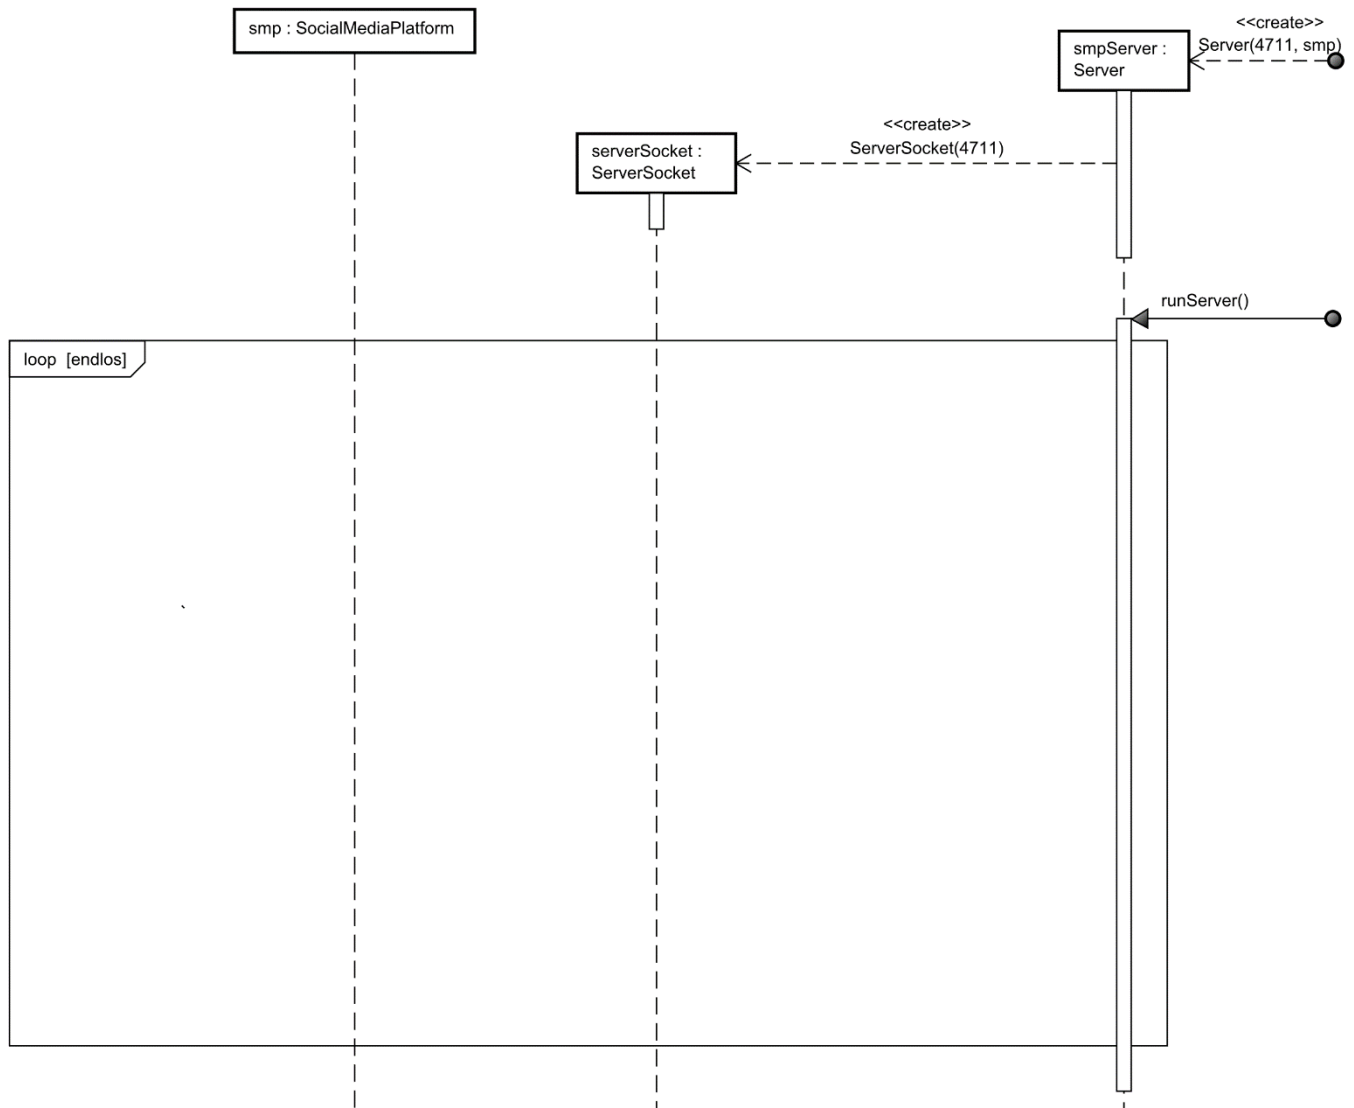 smp : SocialMediaPlatform
<<create>>
Server(4711, smp)
smpServer :
Server
<<create>>
ServerSocket(4711)
serverSocket :
ServerSocket
runServer()
loop [endlos]